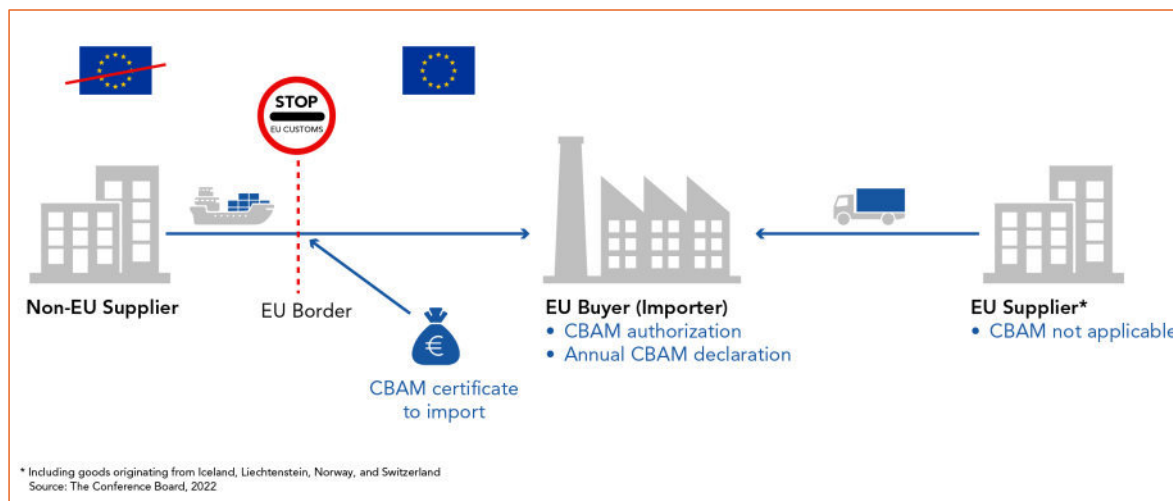 STOP
EU CUSTOMS
Non-EU Supplier
EU Border
€
CBAM certificate
to import
EU Buyer (Importer)
• CBAM authorization
• Annual CBAM declaration
EU Supplier*
• CBAM not applicable
* Including goods originating from Iceland, Liechtenstein, Norway, and Switzerland
Source: The Conference Board, 2022